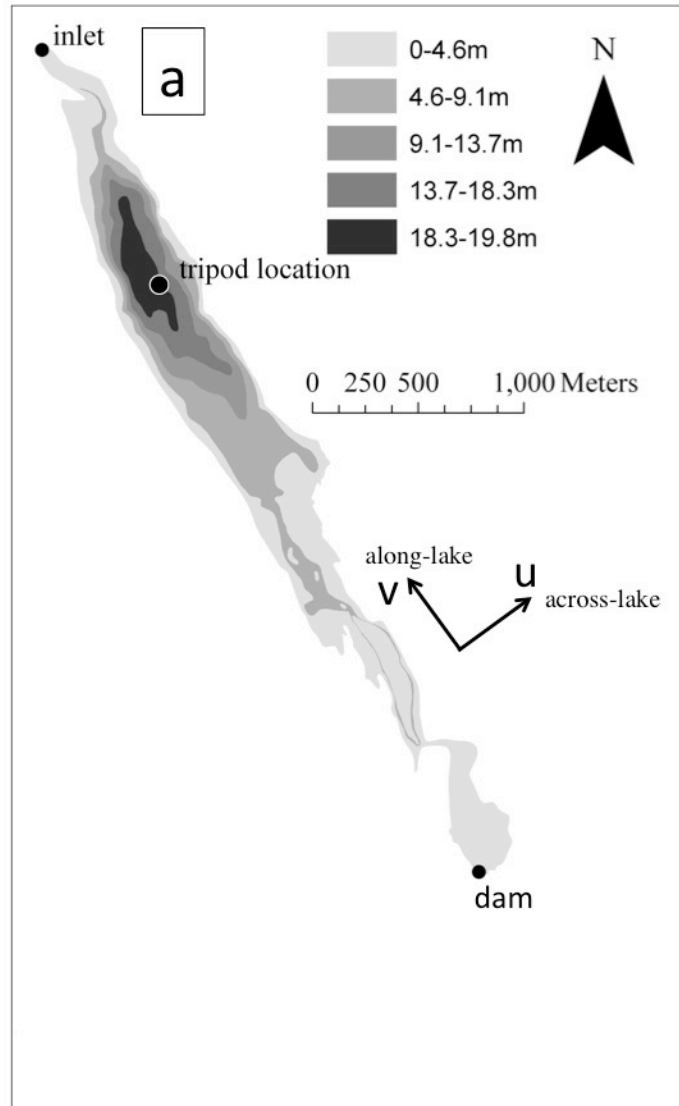 inlet
a
0-4.6m
4.6-9.1m
9.1-13.7m
13.7-18.3m
18.3-19.8m
N
tripod location
0 250 500 1,000 Meters
along-lake
v
u
across-lake
dam